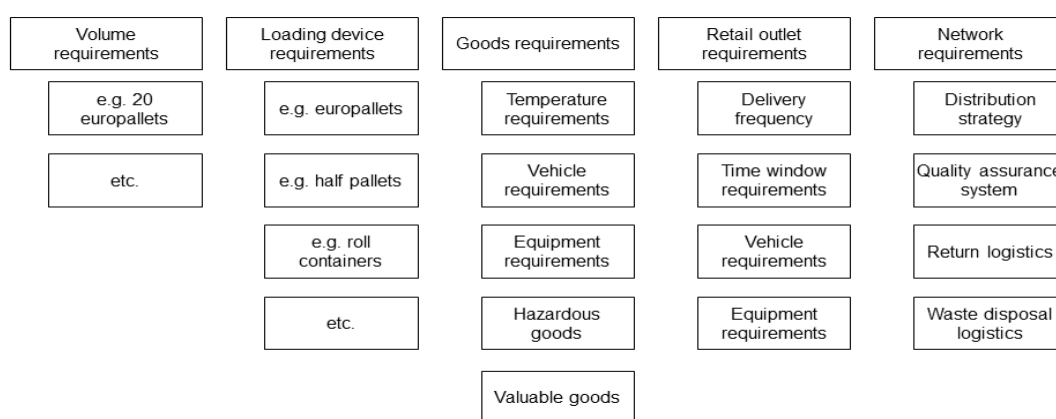 Volume
requirements
e.g. 20
europallets
etc.
Loading device
requirements
e.g. europallets
e.g. half pallets
e.g. roll
containers
etc.
Goods requirements
Temperature
requirements
Vehicle
requirements
Equipment
requirements
Hazardous
goods
Valuable goods
Retail outlet
requirements
Delivery
frequency
Time window
requirements
Vehicle
requirements
Equipment
requirements
Network
requirements
Distribution
strategy
Quality assurance
system
Return logistics
Waste disposal
logistics